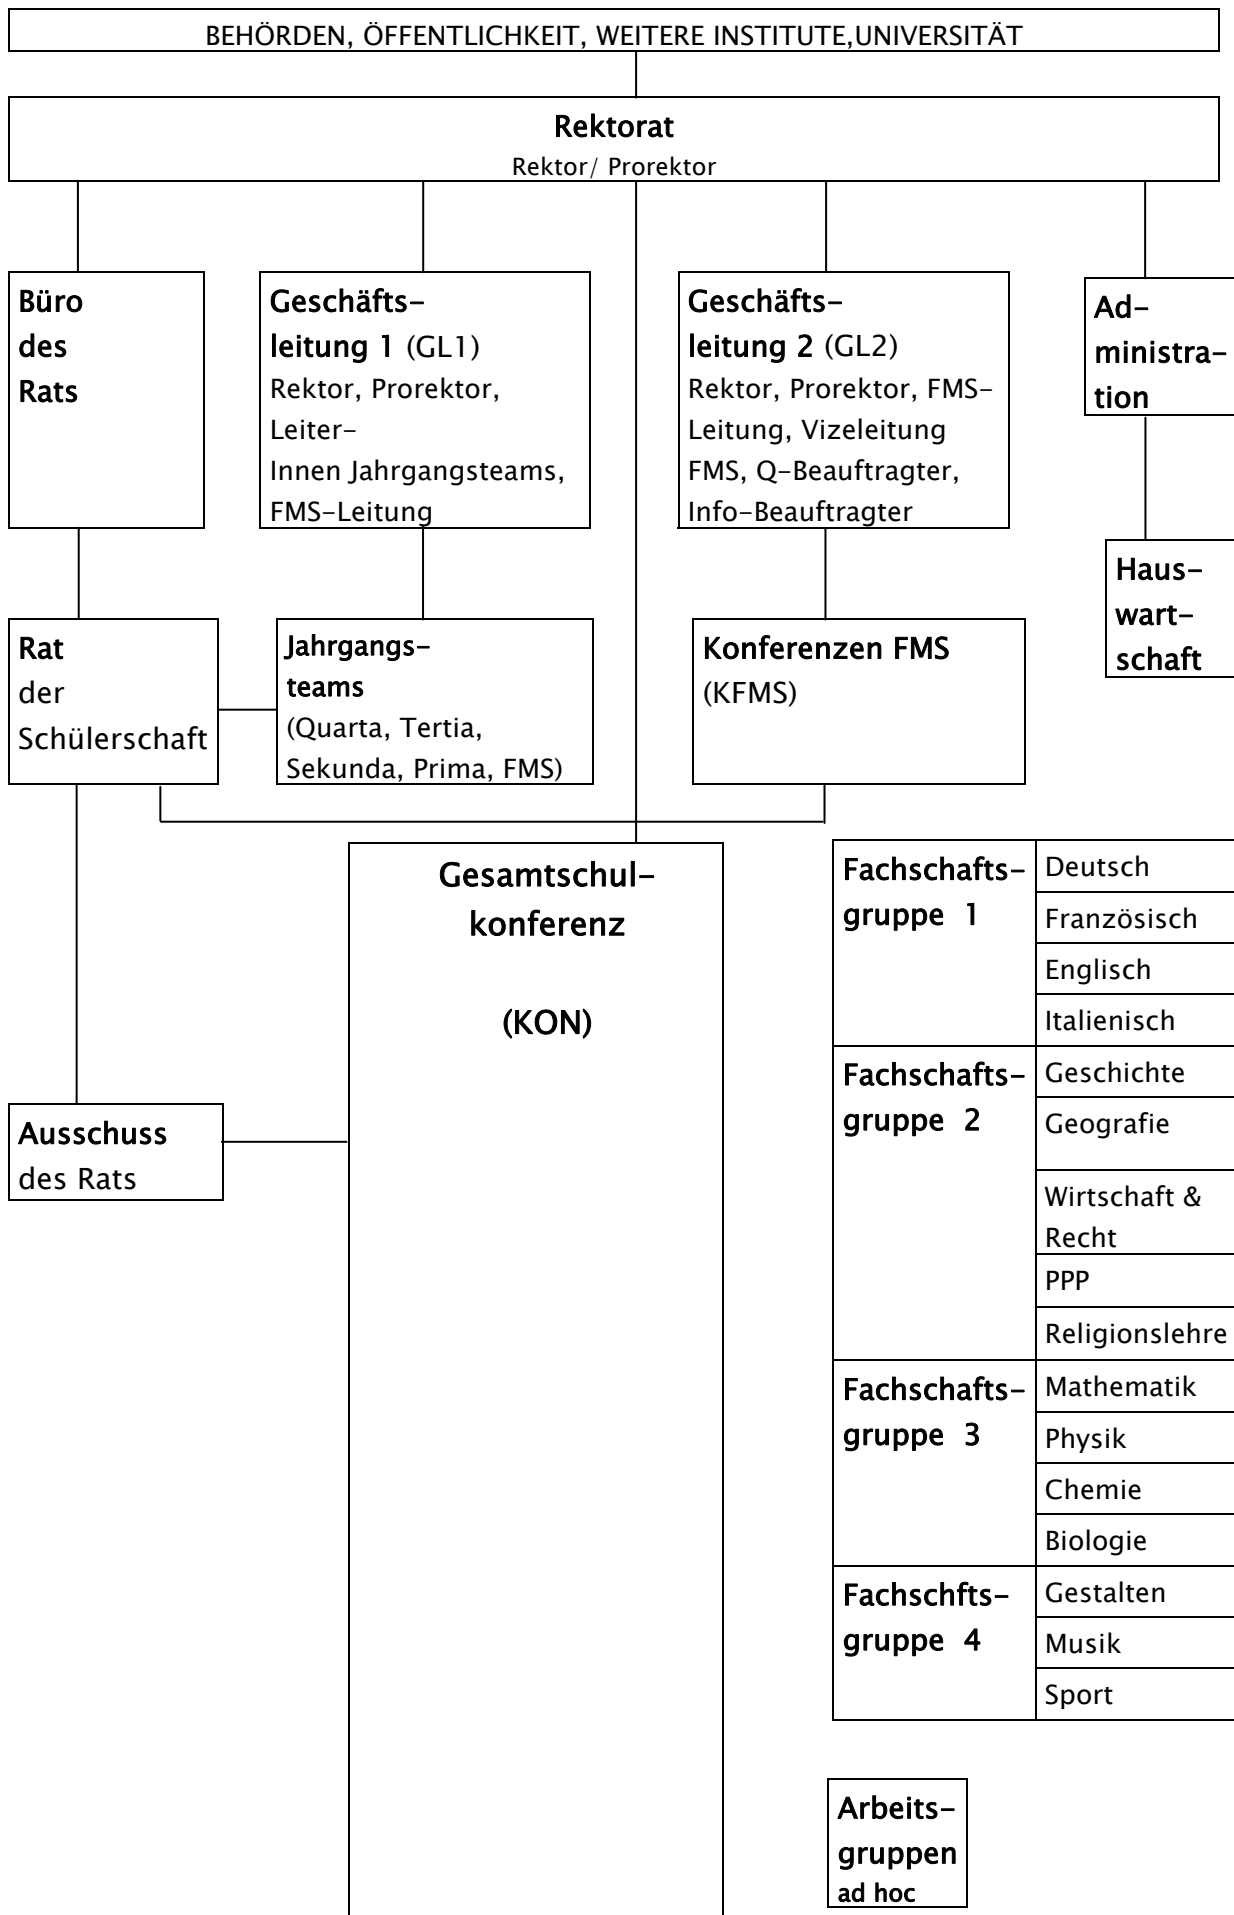 BEHÖRDEN, ÖFFENTLICHKEIT, WEITERE INSTITUTE,UNIVERSITÄT
Rektorat
Rektor/ Prorektor
Büro
des
Rats
Geschäfts-
leitung 1 (GL1)
Rektor, Prorektor,
Leiter-
Innen Jahrgangsteams,
FMS-Leitung
Geschäfts-
leitung 2 (GL2)
Rektor, Prorektor, FMS-
Leitung, Vizeleitung
FMS, Q-Beauftragter,
Info-Beauftragter
Ad-
ministra-
tion
Haus-
wart-
schaft
Rat
der
Schülerschaft
Jahrgangs-
teams
(Quarta, Tertia,
Sekunda, Prima, FMS)
Konferenzen FMS
(KFMS)
Gesamtschul-
konferenz
(KON)
Ausschuss
des Rats
Fachschafts-
gruppe 1
Deutsch
Französisch
Englisch
Italienisch
Fachschafts-
gruppe 2
Geschichte
Geografie
Wirtschaft &
Recht
PPP
Religionslehre
Fachschafts-
gruppe 3
Mathematik
Physik
Chemie
Biologie
Fachschfts-
gruppe 4
Gestalten
Musik
Sport
Arbeits-
gruppen
ad hoc